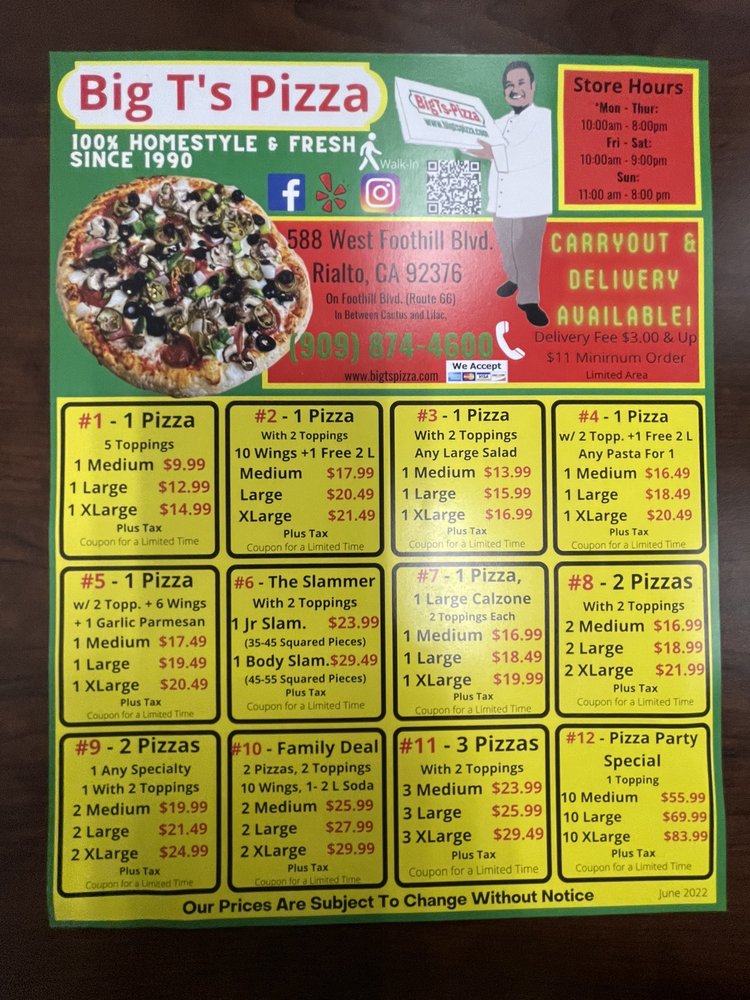 Big T's Pizza
100% HOMESTYLE & FRESH
SINCE 1990
Walk-In
BigTs-Pizza
www.bigtspizza.com
Store Hours
*Mon - Thur:
10:00am - 8:00pm
Fri - Sat:
10:00am - 9:00pm
Sun:
11:00 am - 8:00 pm
588 West Foothill Blvd.
Rialto, CA 92376
On Foothill Blvd. (Route 66)
In Between Cactus and Lilac,
(909) 874-4600
www.bigtspizza.com
We Accept
CARRYOUT &
DELIVERY
AVAILABLE!
Delivery Fee $3.00 & Up
$11 Minimum Order
Limited Area
#1 - 1 Pizza
5 Toppings
1 Medium $9.99
1 Large $12.99
1 XLarge $14.99
Plus Tax
Coupon for a Limited Time
#2 - 1 Pizza
With 2 Toppings
10 Wings +1 Free 2 L
Medium $17.99
Large $20.49
XLarge $21.49
Plus Tax
Coupon for a Limited Time
#3 - 1 Pizza
With 2 Toppings
Any Large Salad
1 Medium $13.99
1 Large $15.99
1 XLarge $16.99
Plus Tax
Coupon for a Limited Time
#4 - 1 Pizza
w/ 2 Topp. +1 Free 2 L
Any Pasta For 1
1 Medium $16.49
1 Large $18.49
1 XLarge $20.49
Plus Tax
Coupon for a Limited Time
#5 - 1 Pizza
w/ 2 Topp. + 6 Wings
+ 1 Garlic Parmesan
1 Medium $17.49
1 Large $19.49
1 XLarge $20.49
Plus Tax
Coupon for a Limited Time
#6 - The Slammer
With 2 Toppings
1 Jr Slam. $23.99
(35-45 Squared Pieces)
1 Body Slam.$29.49
(45-55 Squared Pieces)
Plus Tax
Coupon for a Limited Time
#7 - 1 Pizza,
1 Large Calzone
2 Toppings Each
1 Medium $16.99
1 Large $18.49
1 XLarge $19.99
Plus Tax
Coupon for a Limited Time
#8 - 2 Pizzas
With 2 Toppings
2 Medium $16.99
2 Large $18.99
2 XLarge $21.99
Plus Tax
Coupon for a Limited Time
#9 - 2 Pizzas
1 Any Specialty
1 With 2 Toppings
2 Medium $19.99
2 Large $21.49
2 XLarge $24.99
Plus Tax
Coupon for a Limited Time
#10 - Family Deal
2 Pizzas, 2 Toppings
10 Wings, 1- 2 L Soda
2 Medium $25.99
2 Large $27.99
2 XLarge $29.99
Plus Tax
Coupon for a Limited Time
#11 - 3 Pizzas
With 2 Toppings
3 Medium $23.99
3 Large $25.99
3 XLarge $29.49
Plus Tax
Coupon for a Limited Time
#12 - Pizza Party
Special
1 Topping
10 Medium $55.99
10 Large $69.99
10 XLarge $83.99
Plus Tax
Coupon for a Limited Time
Our Prices Are Subject To Change Without Notice
June 2022